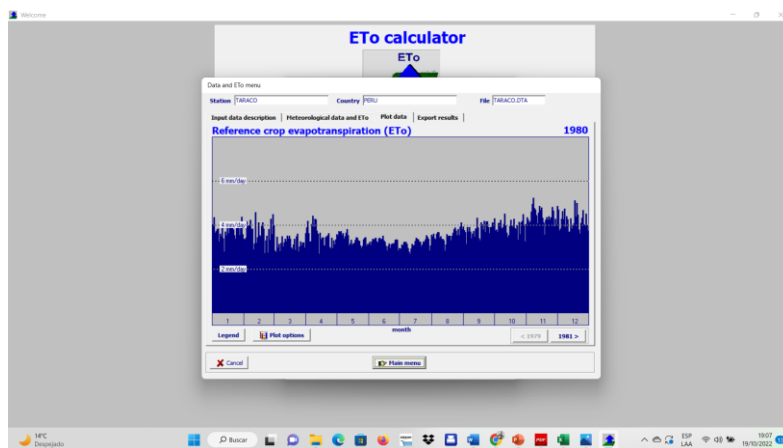 Welcome
ETo calculator
ETo
Data and ETo menu
Station TARACO Country PERU File TARACO.DTA
Input data description Meteorological data and ETo Plot data Export results
Reference crop evapotranspiration (ETo) 1980
6 mm/day
4 mm/day
2 mm/day
1 2 3 4 5 6 7 8 9 10 11 12
month
Legend Plot options < 1979 1981 >
Cancel Main menu
14°C
Despejado
Buscar
ESP
LAA
19:07
19/10/2022